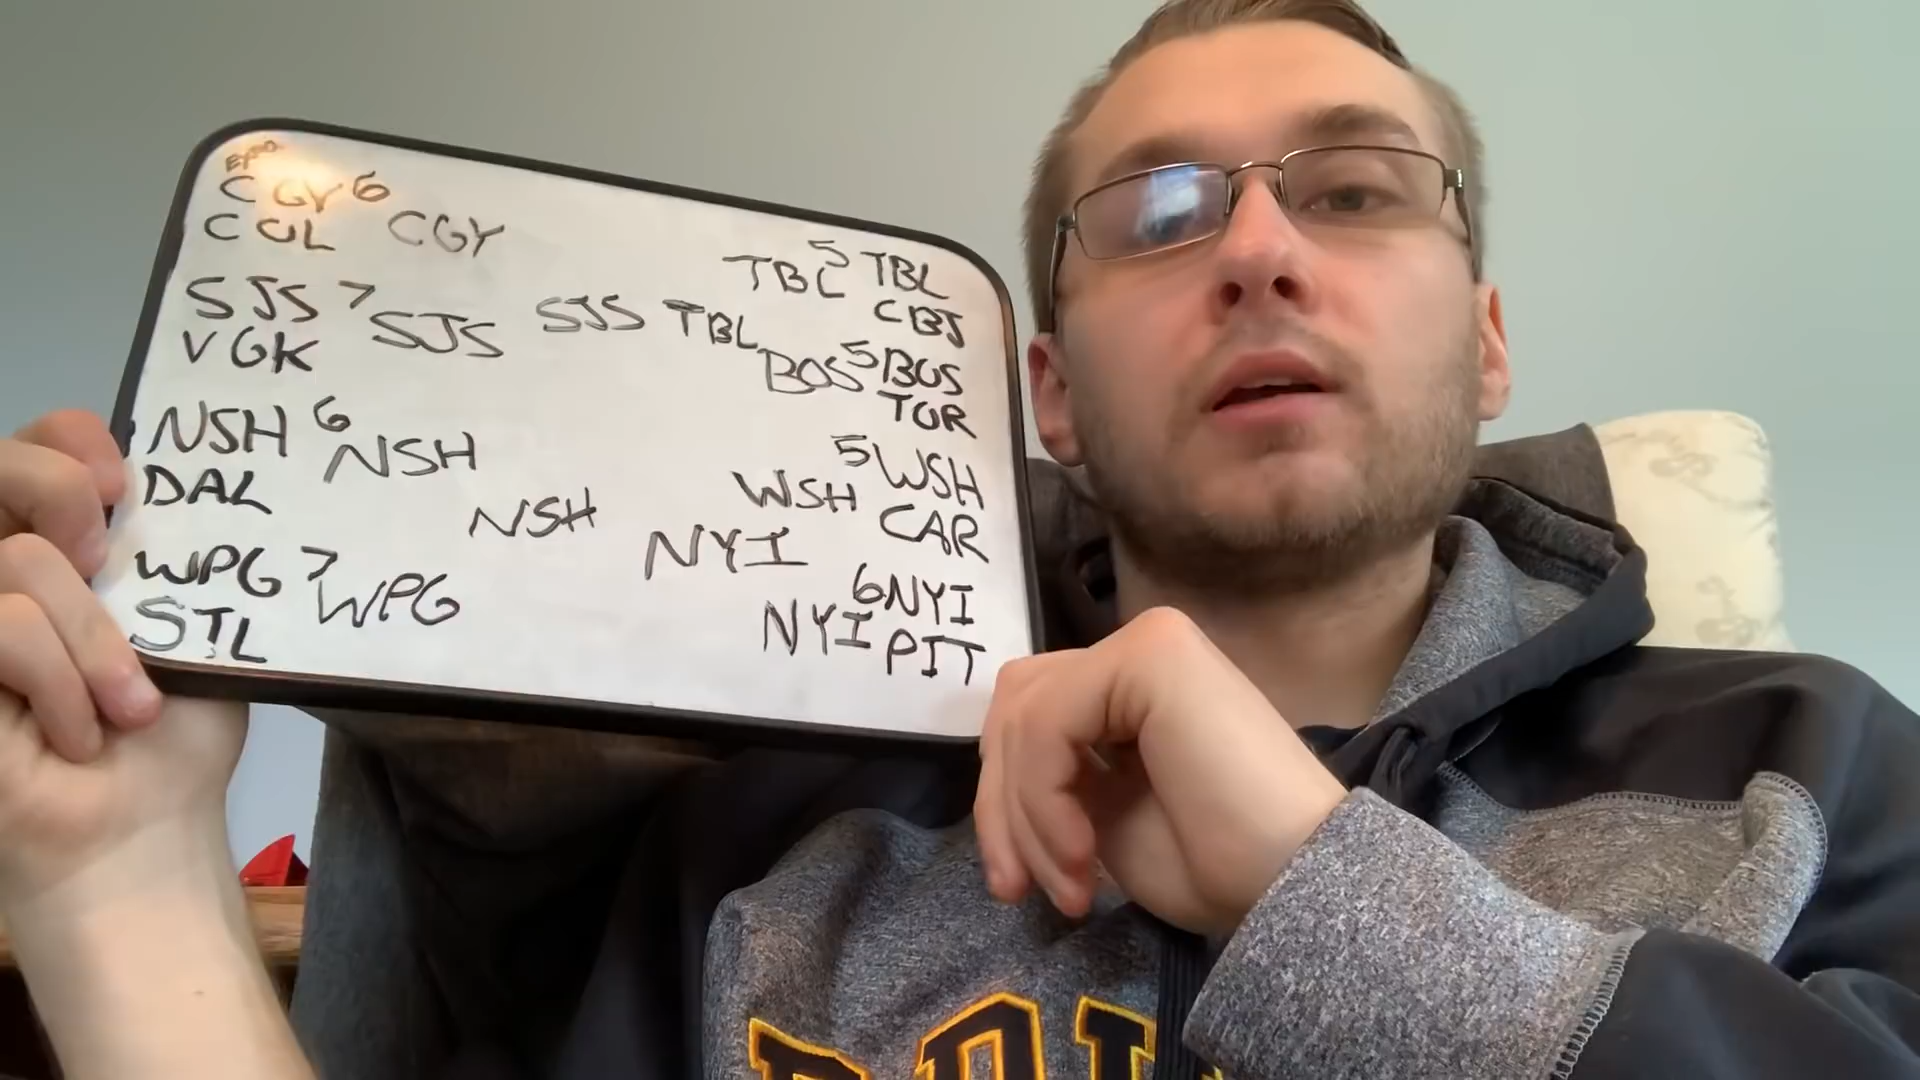 CGY 6
COL CGY
SJS 7
VGK SJS
SJS
NSH 6
DAL NSH
NSH
WPG 7
STL WPG
TBL 5 TBL
CBJ
TBL
BOS 5 BOS
TOR
5 WSH
WSH CAR
NYI
6 NYI
NYI PIT